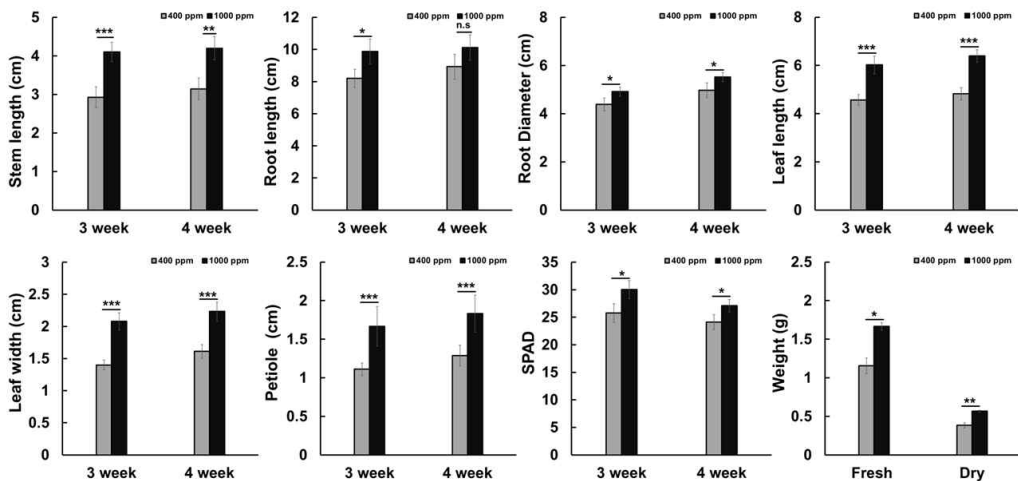 400 ppm 1000 ppm
Stem length (cm)
5
4
3
2
1
0
***
**
3 week 4 week
400 ppm 1000 ppm
Root length (cm)
14
12
10
8
6
4
2
0
*
n.s
3 week 4 week
400 ppm 1000 ppm
Root Diameter (cm)
8
6
4
2
0
*
*
3 week 4 week
400 ppm 1000 ppm
Leaf length (cm)
8
6
4
2
0
***
***
3 week 4 week
400 ppm 1000 ppm
Leaf width (cm)
3
2.5
2
1.5
1
0.5
0
***
***
3 week 4 week
400 ppm 1000 ppm
Petiole (cm)
2.5
2
1.5
1
0.5
0
***
***
3 week 4 week
400 ppm 1000 ppm
SPAD
35
30
25
20
15
10
5
0
*
*
3 week 4 week
400 ppm 1000 ppm
Weight (g)
2.5
2
1.5
1
0.5
0
*
**
Fresh Dry